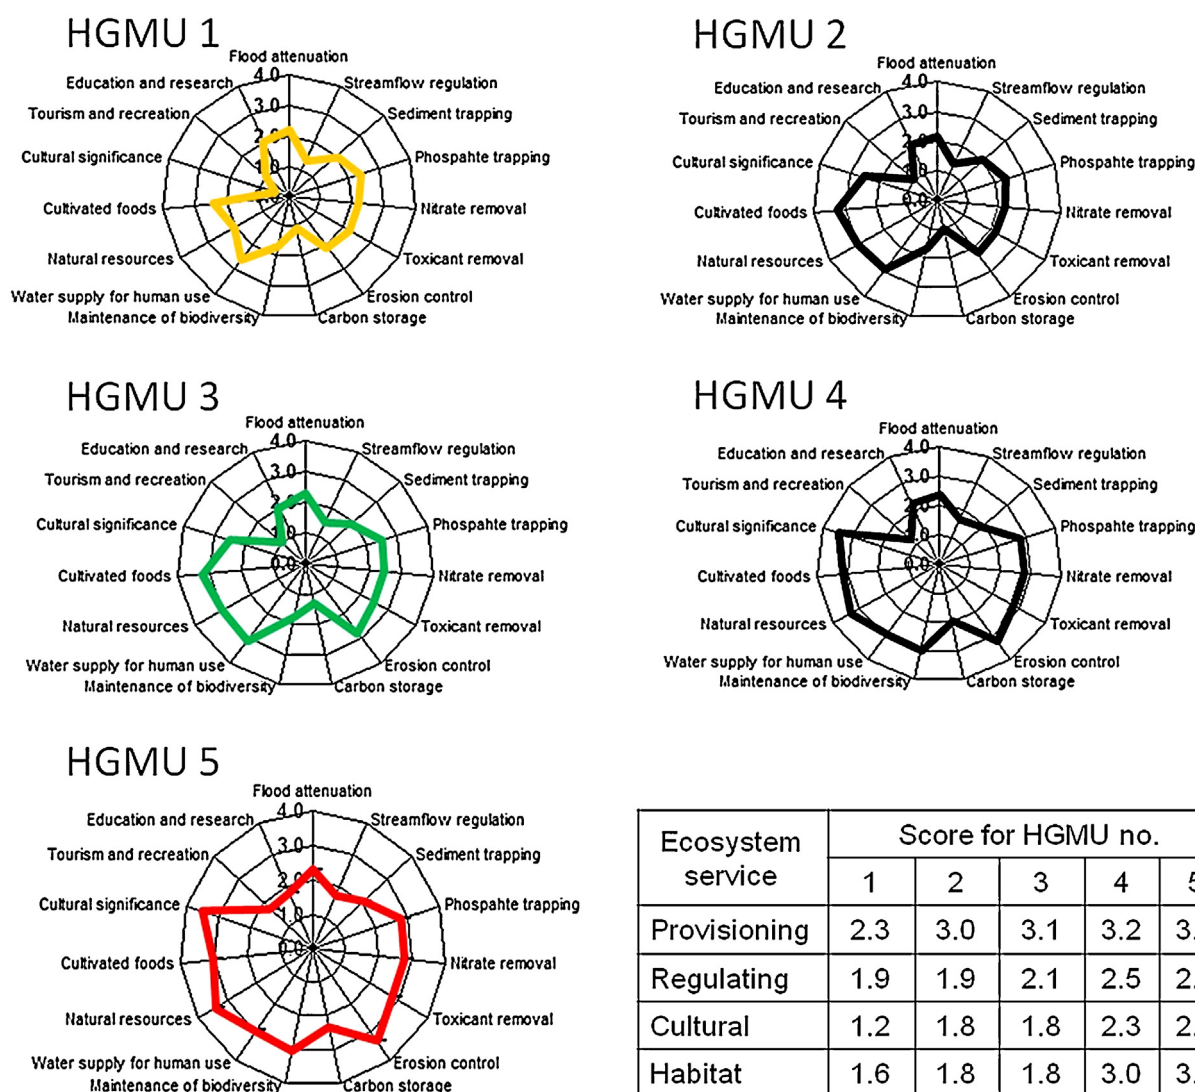 HGMU 1
Flood attenuation
Education and research
Streamflow regulation
Tourism and recreation
Sediment trapping
Cultural significance
Phospahte trapping
Cultivated foods
Nitrate removal
Natural resources
Toxicant removal
Water supply for human use
Erosion control
Maintenance of biodiversity
Carbon storage
4.0
3.0
HGMU 2
Flood attenuation
Education and research
Streamflow regulation
Tourism and recreation
Sediment trapping
Cultural significance
Phospahte trapping
Cultivated foods
Nitrate removal
Natural resources
Toxicant removal
Water supply for human use
Erosion control
Maintenance of biodiversity
Carbon storage
4.0
3.0
HGMU 3
Flood attenuation
Education and research
Streamflow regulation
Tourism and recreation
Sediment trapping
Cultural significance
Phospahte trapping
Cultivated foods
Nitrate removal
Natural resources
Toxicant removal
Water supply for human use
Erosion control
Maintenance of biodiversity
Carbon storage
4.0
3.0
0.0
HGMU 4
Flood attenuation
Education and research
Streamflow regulation
Tourism and recreation
Sediment trapping
Cultural significance
Phospahte trapping
Cultivated foods
Nitrate removal
Natural resources
Toxicant removal
Water supply for human use
Erosion control
Maintenance of biodiversity
Carbon storage
4.0
3.0
0.0
HGMU 5
Flood attenuation
Education and research
Streamflow regulation
Tourism and recreation
Sediment trapping
Cultural significance
Phospahte trapping
Cultivated foods
Nitrate removal
Natural resources
Toxicant removal
Water supply for human use
Erosion control
Maintenance of biodiversity
Carbon storage
4.0
3.0
1.0
0.0
Ecosystem service Score for HGMU no.
1 2 3 4
Provisioning 2.3 3.0 3.1 3.2
Regulating 1.9 1.9 2.1 2.5
Cultural 1.2 1.8 1.8 2.3
Habitat 1.6 1.8 1.8 3.0